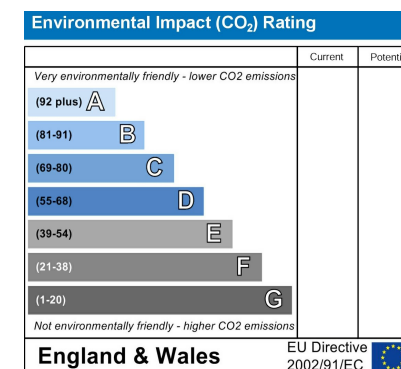 Environmental Impact (CO₂) Rating
Current Potenti
Very environmentally friendly - lower CO2 emissions
(92 plus) A
(81-91) B
(69-80) C
(55-68) D
(39-54) E
(21-38) F
(1-20) G
Not environmentally friendly - higher CO2 emissions
England & Wales
EU Directive
2002/91/EC